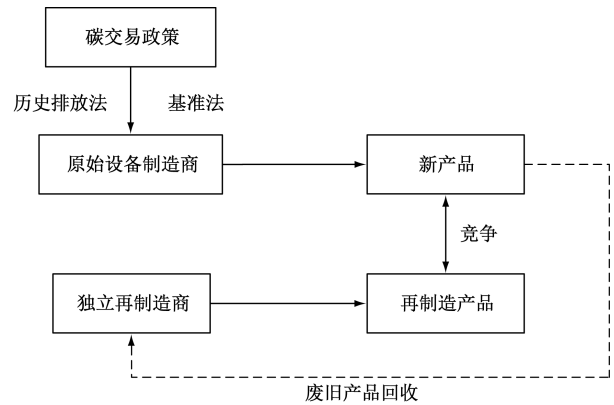 碳交易政策
历史排放法
基准法
原始设备制造商
新产品
竞争
独立再制造商
再制造产品
废旧产品回收